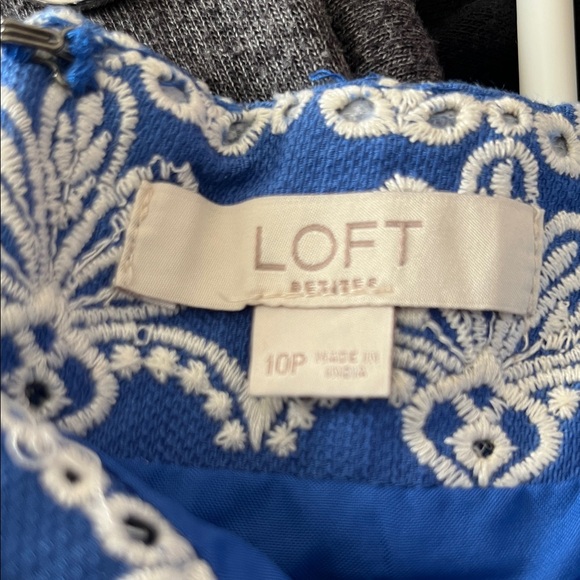 LOFT
PETITES
10P MADE IN
INDIA